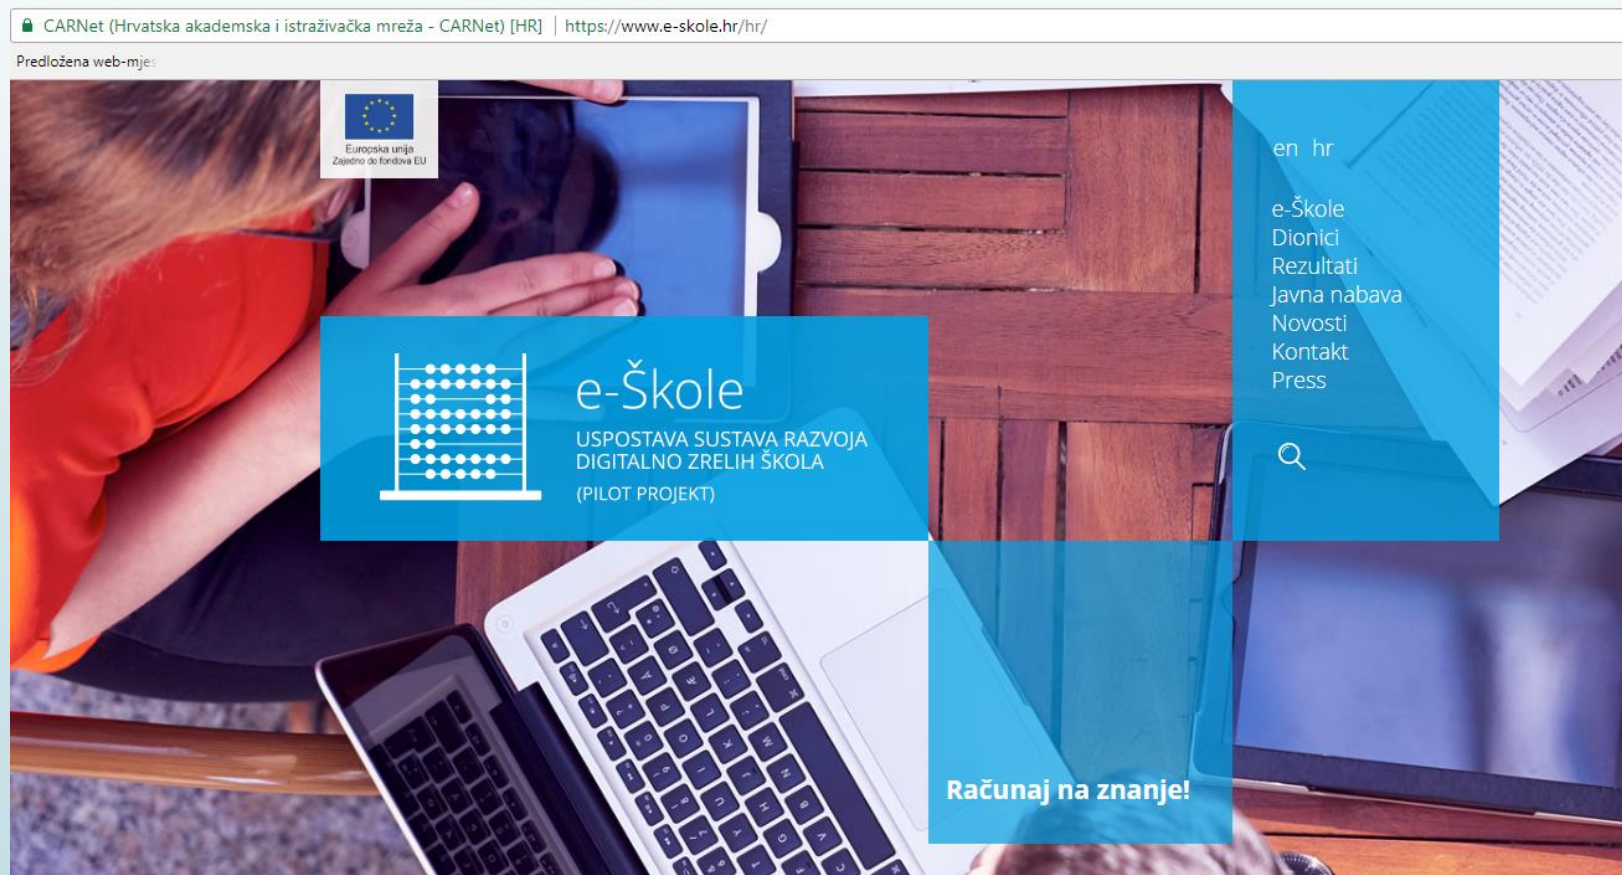 CARNet (Hrvatska akademska i istraživačka mreža - CARNet) [HR] | https://www.e-skole.hr/hr/
Predložena web-mjes
Europska unija
Zajedno do fondova EU
en hr
e-Škole
Dionici
Rezultati
Javna nabava
Novosti
Kontakt
Press
e-Škole
USPOSTAVA SUSTAVA RAZVOJA
DIGITALNO ZRELIH ŠKOLA
(PILOT PROJEKT)
Računaj na znanje!